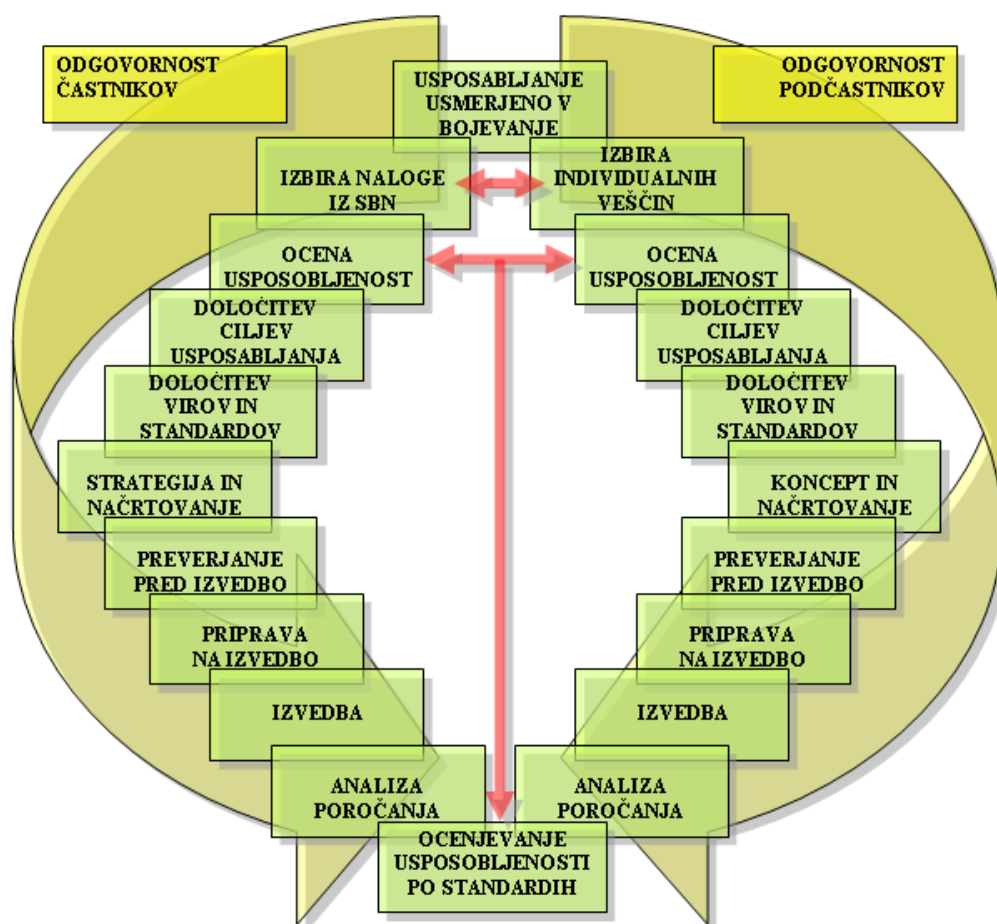 ODGOVORNOST
ČASTNIKOV
ODGOVORNOST
PODČASTNIKOV
USPOSABLJANJE
USMERJENO V
BOJEVANJE
IZBIRA NALOGE
IZ SBN
IZBIRA
INDIVIDUALNIH
VEŠČIN
OCENA
USPOSOBLJENOST
OCENA
USPOSOBLJENOST
DOLOČITEV
CILJEV
USPOSABLJANJA
DOLOČITEV
CILJEV
USPOSABLJANJA
DOLOČITEV
VIROV IN
STANDARDOV
DOLOČITEV
VIROV IN
STANDARDOV
STRATEGIJA IN
NAČRTOVANJE
KONCEPT IN
NAČRTOVANJE
PREVERJANJE
PRED IZVEDBO
PREVERJANJE
PRED IZVEDBO
PRIPRAVA
NA IZVEDBO
PRIPRAVA
NA IZVEDBO
IZVEDBA
IZVEDBA
ANALIZA
POROČANJA
ANALIZA
POROČANJA
OCENJEVANJE
USPOSOBLJENOSTI
PO STANDARDIH